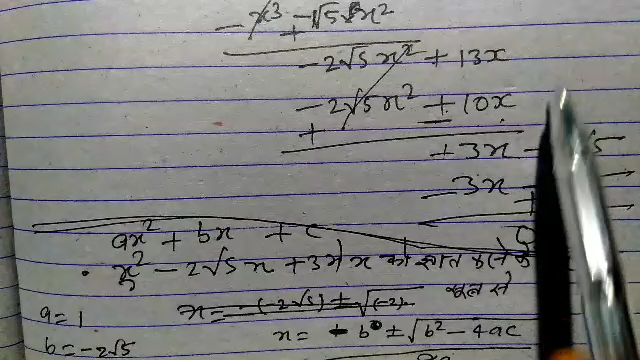 - x³ - √5x²
+
- 2√5x² + 13x
- 2√5x² + 10x
+
+ 3x - √5
- 3x
+
ax² + bx + c
x² - 2√5x + 3 में x को ज्ञात करने के
a = 1 x = -(-2√5) ± √(-2) सूत्र से
b = -2√5 x = -b ± √b² - 4ac